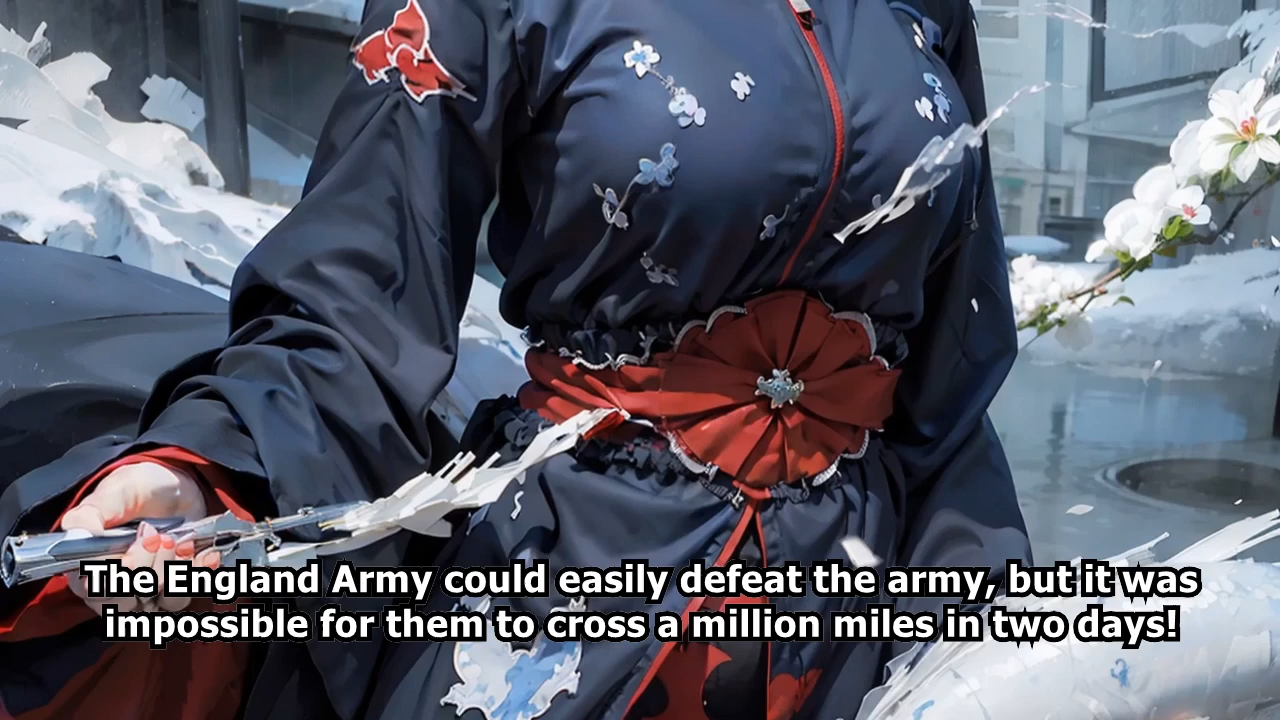 The England Army could easily defeat the army, but it was
impossible for them to cross a million miles in two days!